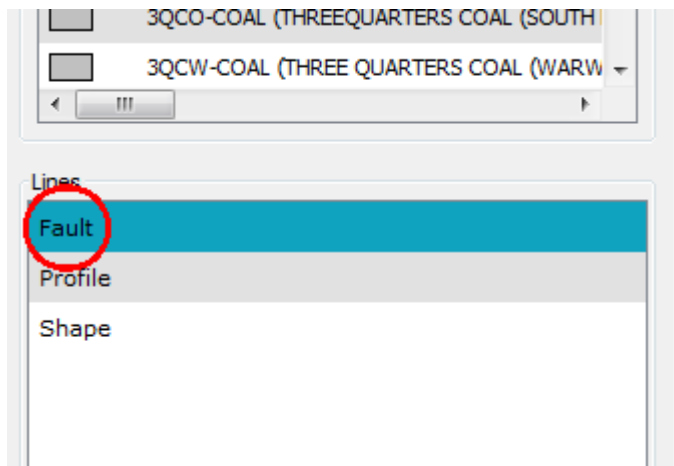 3QCO-COAL (THREEQUARTERS COAL (SOUTH
3QCW-COAL (THREE QUARTERS COAL (WARW
Lines
Fault
Profile
Shape